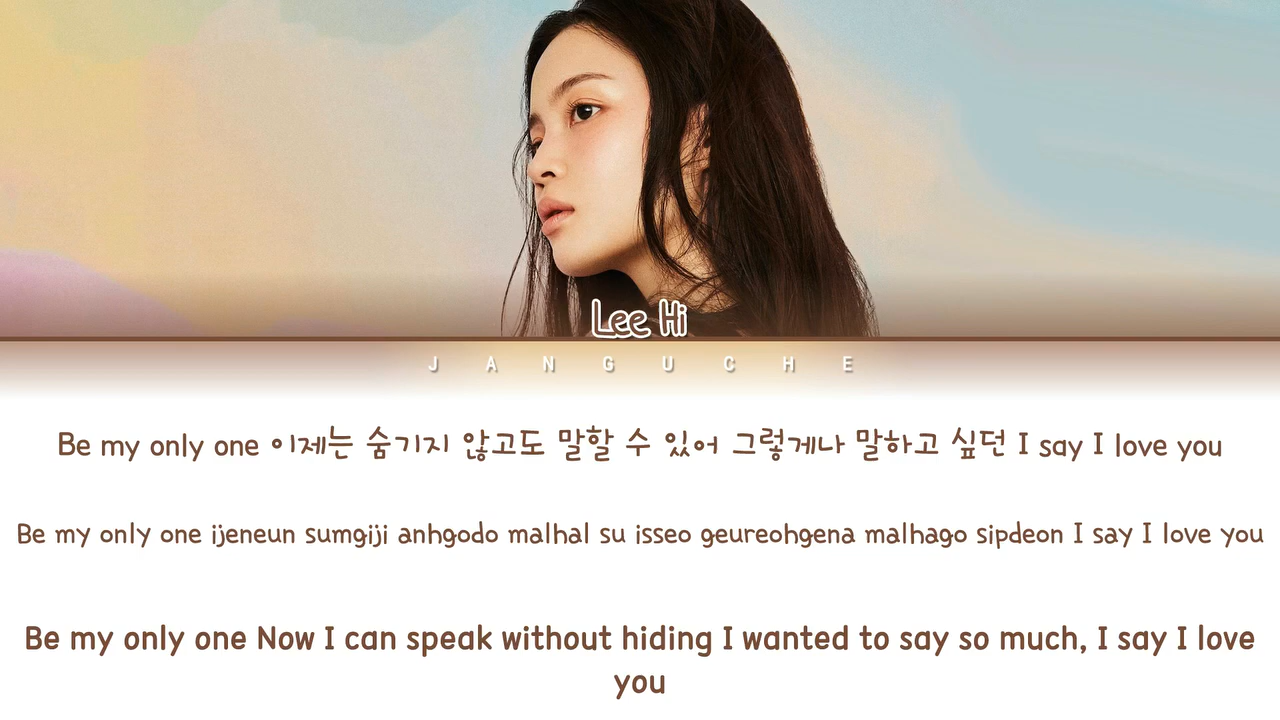 Lee Hi
JANGUCHE
Be my only one 이제는 숨기지 않고도 말할 수 있어 그렇게나 말하고 싶던 I say I love you
Be my only one ijeneun sumgiji anhgodo malhal su isseo geureohgena malhago sipdeon I say I love you
Be my only one Now I can speak without hiding I wanted to say so much, I say I love
you